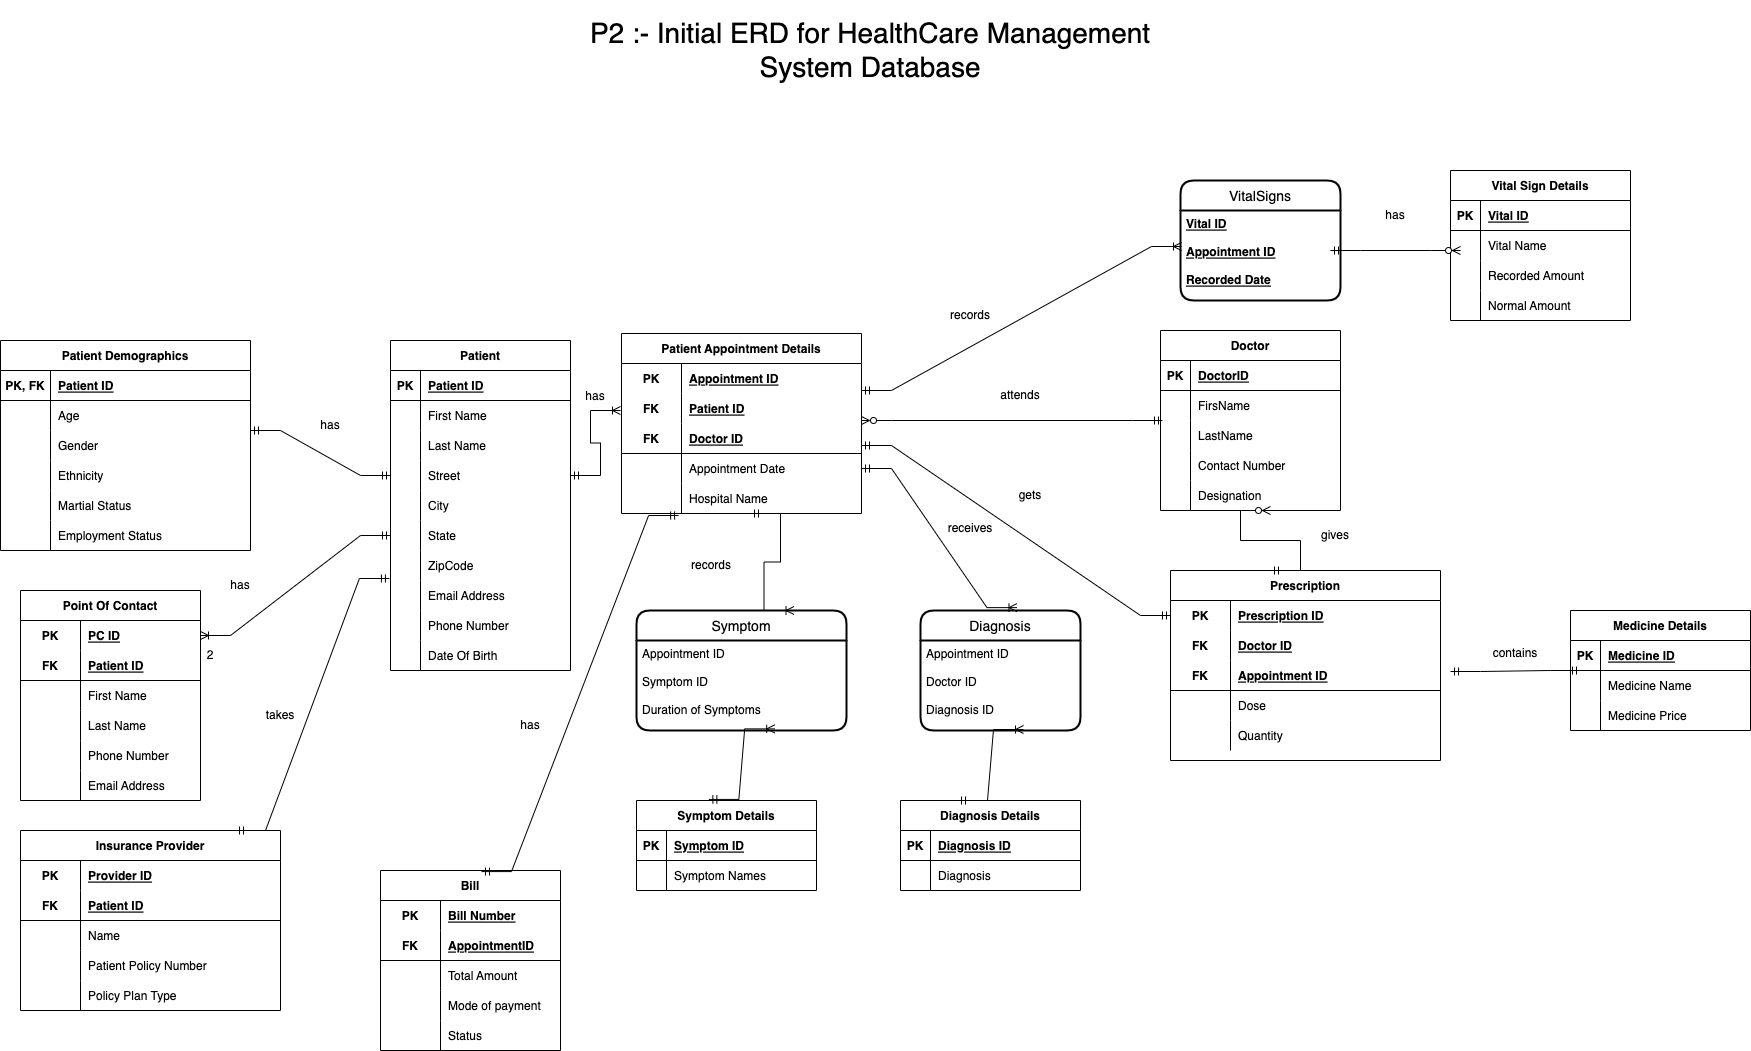 P2 :- Initial ERD for HealthCare Management
System Database
VitalSigns
Vital ID
Appointment ID
Recorded Date
has
Vital Sign Details
PK Vital ID
Vital Name
Recorded Amount
Normal Amount
records
Patient Demographics
PK, FK Patient ID
Age
Gender
Ethnicity
Martial Status
Employment Status
has
Patient
PK Patient ID
First Name
Last Name
Street
City
State
ZipCode
Email Address
Phone Number
Date Of Birth
has
Patient Appointment Details
PK Appointment ID
FK Patient ID
FK Doctor ID
Appointment Date
Hospital Name
attends
Doctor
PK DoctorID
FirsName
LastName
Contact Number
Designation
gets
receives
gives
records
has
Point Of Contact
PK PC ID
FK Patient ID
First Name
Last Name
Phone Number
Email Address
2
takes
has
Symptom
Appointment ID
Symptom ID
Duration of Symptoms
Diagnosis
Appointment ID
Doctor ID
Diagnosis ID
Prescription
PK Prescription ID
FK Doctor ID
FK Appointment ID
Dose
Quantity
contains
Medicine Details
PK Medicine ID
Medicine Name
Medicine Price
Insurance Provider
PK Provider ID
FK Patient ID
Name
Patient Policy Number
Policy Plan Type
Bill
PK Bill Number
FK AppointmentID
Total Amount
Mode of payment
Status
Symptom Details
PK Symptom ID
Symptom Names
Diagnosis Details
PK Diagnosis ID
Diagnosis